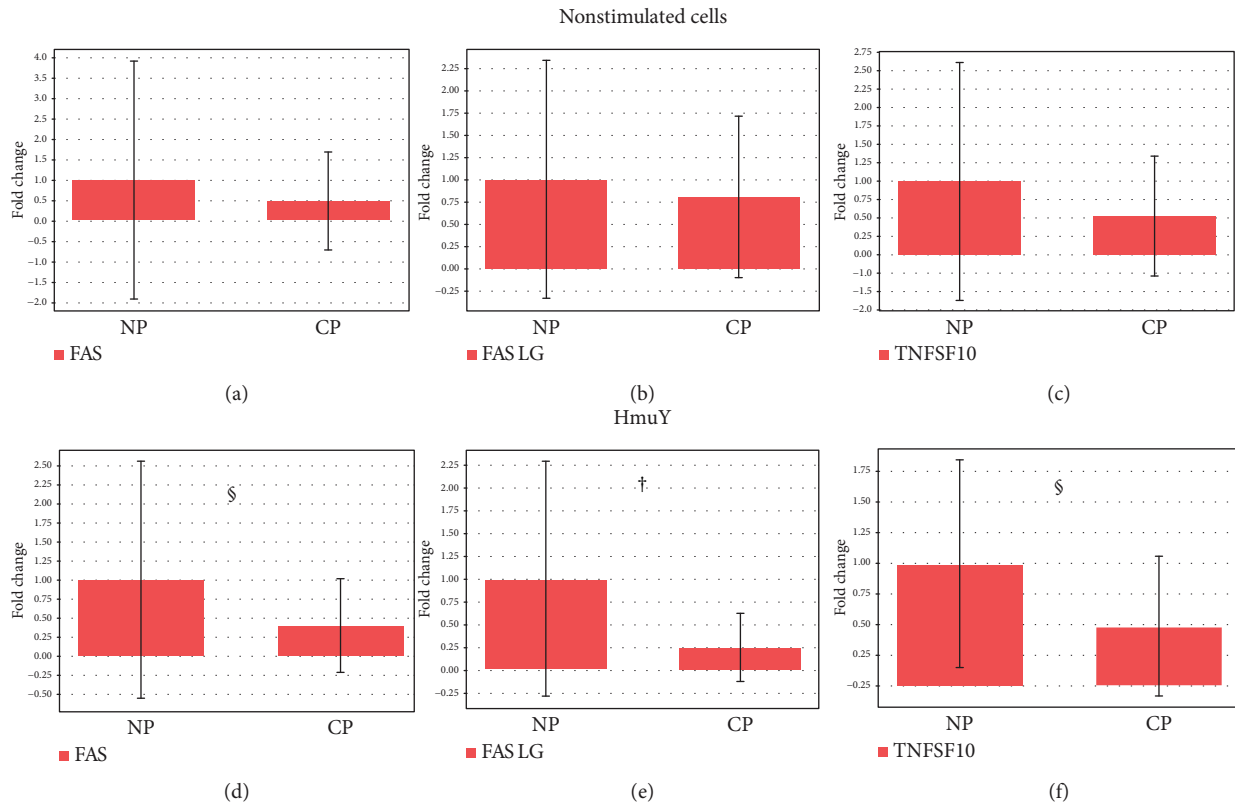 Nonstimulated cells
Fold change
4.0
3.5
3.0
2.5
2.0
1.5
1.0
0.5
0.0
−0.5
−1.0
−1.5
−2.0
NP
CP
FAS
(a)
Fold change
2.25
2.00
1.75
1.50
1.25
1.00
0.75
0.50
0.25
0.00
−0.25
NP
CP
FAS LG
(b)
Fold change
2.75
2.50
2.25
2.00
1.75
1.50
1.25
1.00
0.75
0.50
0.25
0.00
−1.0
−1.5
−2.0
NP
CP
TNFSF10
(c)
HmuY
Fold change
2.50
2.25
2.00
1.75
1.50
1.25
1.00
0.75
0.50
0.25
0.00
−0.25
−0.50
§
NP
CP
FAS
(d)
Fold change
2.25
2.00
1.75
1.50
1.25
1.00
0.75
0.50
0.25
0.00
−0.25
†
NP
CP
FAS LG
(e)
Fold change
1.75
1.50
1.25
1.00
0.75
0.50
0.25
−0.25
§
NP
CP
TNFSF10
(f)